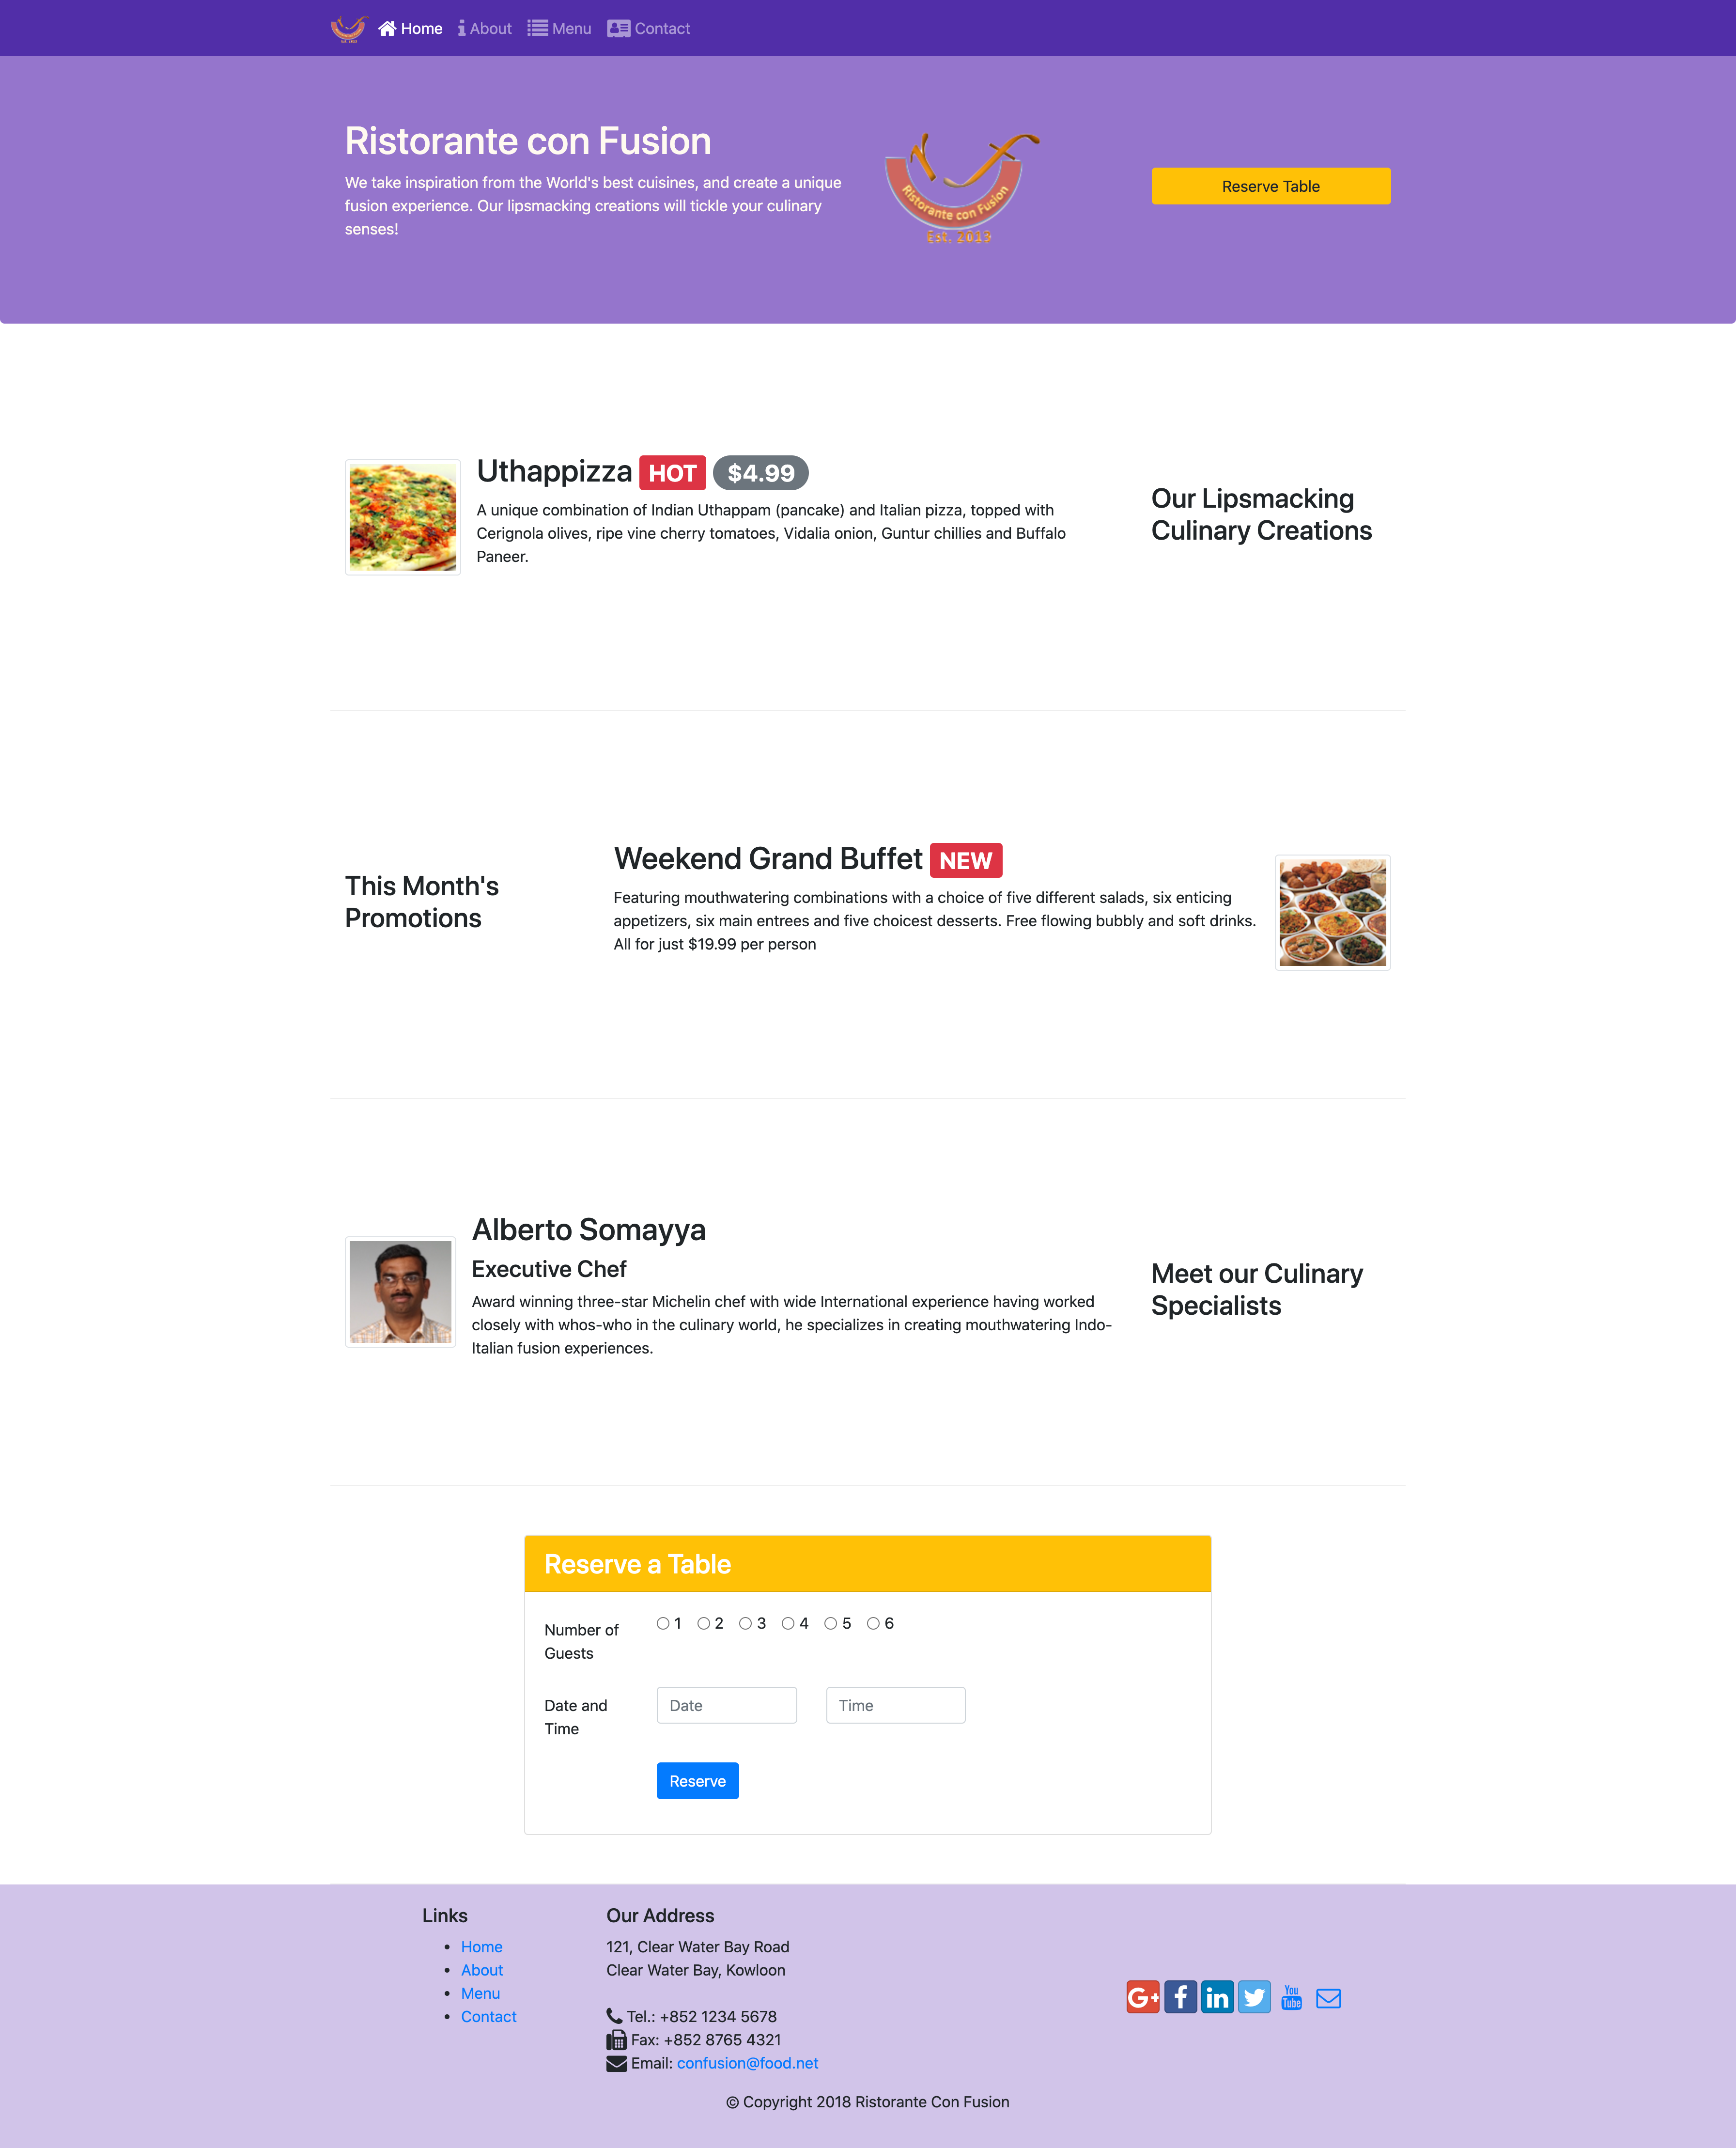 Home About Menu Contact
Ristorante con Fusion
We take inspiration from the World's best cuisines, and create a unique
fusion experience. Our lipsmacking creations will tickle your culinary
senses!
Ristorante con Fusion
Est. 2013
Reserve Table
Uthappizza HOT $4.99
A unique combination of Indian Uthappam (pancake) and Italian pizza, topped with
Cerignola olives, ripe vine cherry tomatoes, Vidalia onion, Guntur chillies and Buffalo
Paneer.
Our Lipsmacking
Culinary Creations
This Month's
Promotions
Weekend Grand Buffet NEW
Featuring mouthwatering combinations with a choice of five different salads, six enticing
appetizers, six main entrees and five choicest desserts. Free flowing bubbly and soft drinks.
All for just $19.99 per person
Alberto Somayya
Executive Chef
Award winning three-star Michelin chef with wide International experience having worked
closely with whos-who in the culinary world, he specializes in creating mouthwatering Indo-
Italian fusion experiences.
Meet our Culinary
Specialists
Reserve a Table
Number of
Guests
1 2 3 4 5 6
Date and
Time
Date Time
Reserve
Links
Home
About
Menu
Contact
Our Address
121, Clear Water Bay Road
Clear Water Bay, Kowloon
Tel.: +852 1234 5678
Fax: +852 8765 4321
Email: confusion@food.net
G+ f in You Tube
© Copyright 2018 Ristorante Con Fusion